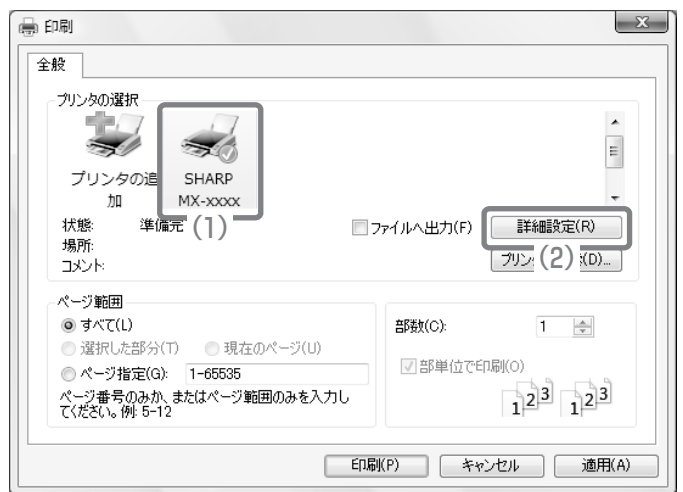 印刷
x
全般
プリンタの選択
プリンタの追
加
SHARP
MX-xxxx
(1)
状態: 準備完
場所:
コメント:
ファイルへ出力(F)
詳細設定(R)
(2)
プリン (D)...
ページ範囲
すべて(L)
選択した部分(T) 現在のページ(U)
ページ指定(G): 1-65535
ページ番号のみか、またはページ範囲のみを入力し
てください。例: 5-12
部数(C): 1
部単位で印刷(O)
1 2 3 1 2 3
印刷(P) キャンセル 適用(A)